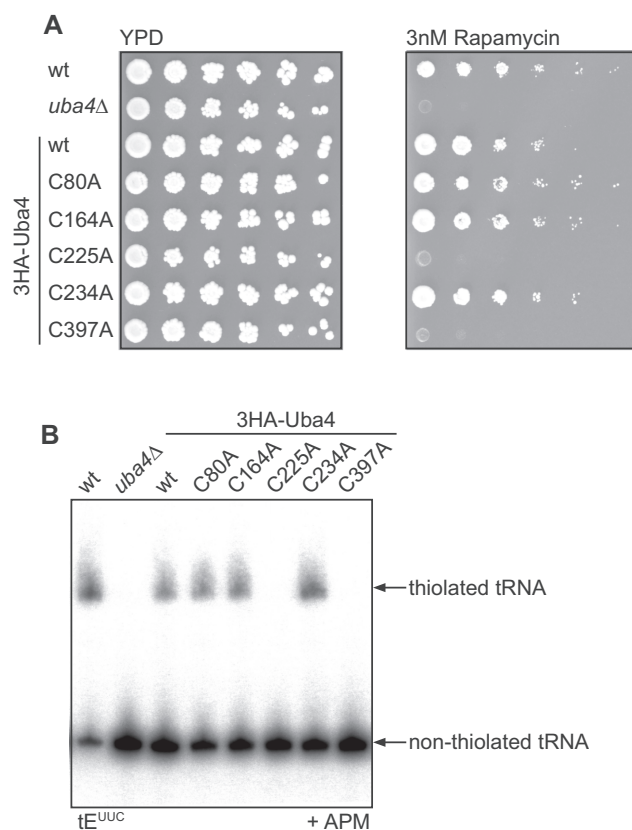 A
YPD
3nM Rapamycin
wt
uba4Δ
3HA-Uba4
wt
C80A
C164A
C225A
C234A
C397A
B
3HA-Uba4
wt
uba4Δ
wt
C80A
C164A
C225A
C234A
C397A
thiolated tRNA
non-thiolated tRNA
tE^UUC
+ APM